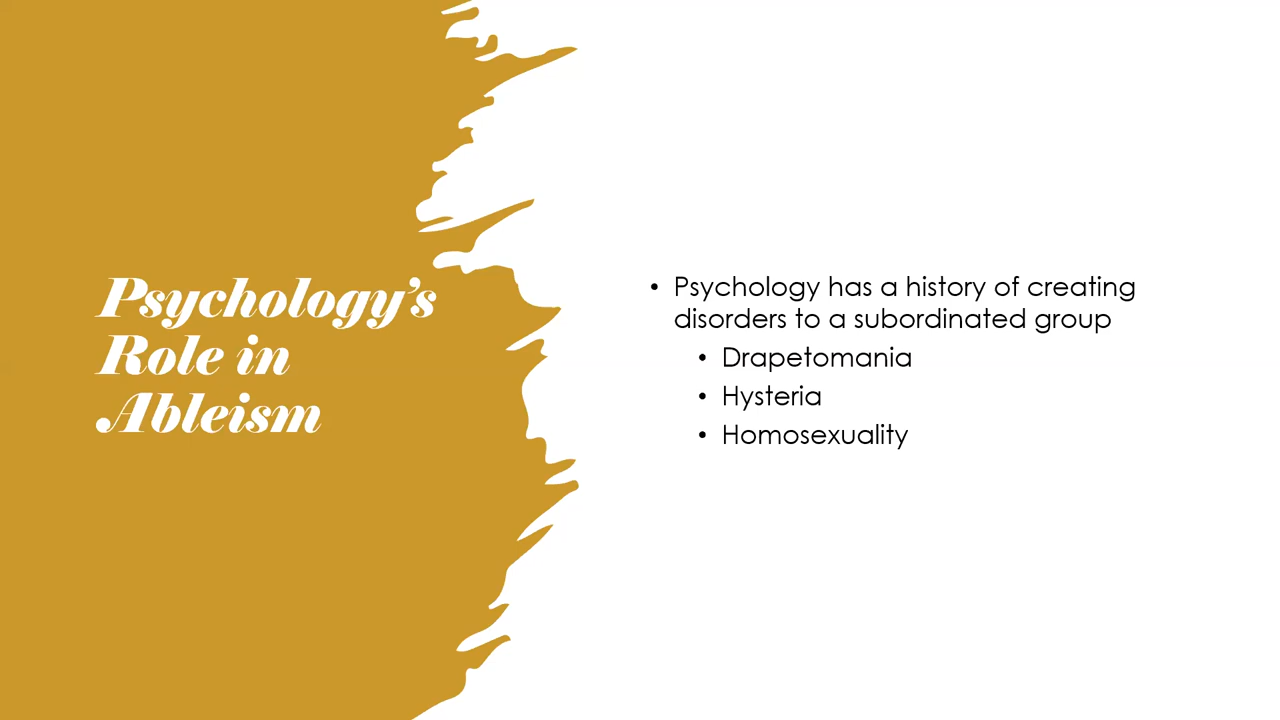 Psychology’s
Role in
Ableism
• Psychology has a history of creating
disorders to a subordinated group
• Drapetomania
• Hysteria
• Homosexuality